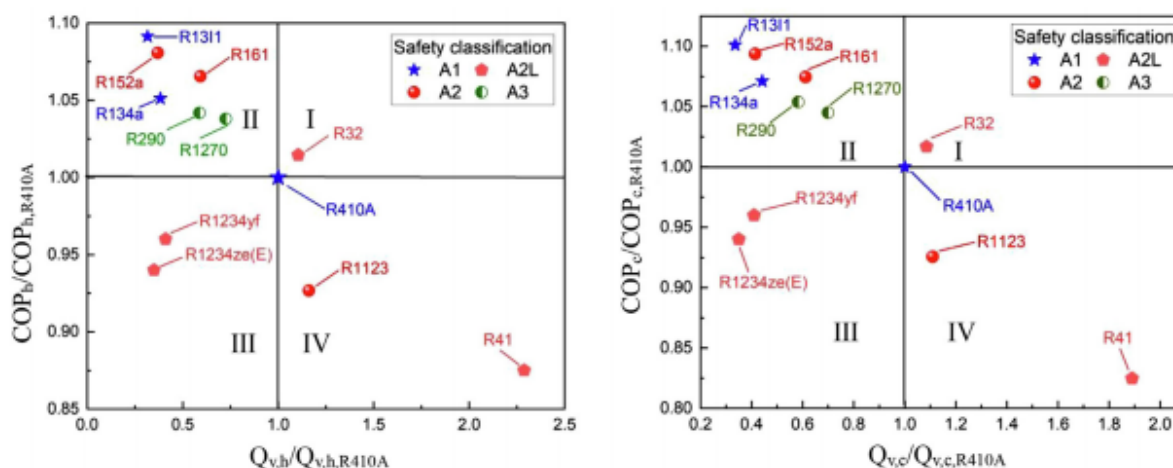 1.10
1.05
1.00
0.95
0.90
0.85
COPh/COPh,R410A
R13I1
R152a
R161
R134a
R290
R1270
II
I
R32
R410A
R1234yf
R1234ze(E)
R1123
III
IV
R41
Safety classification
A1 A2L
A2 A3
0.0 0.5 1.0 1.5 2.0 2.5
Qv,h/Qv,h,R410A
1.10
1.05
1.00
0.95
0.90
0.85
0.80
COPc/COPc,R410A
R13I1
R152a
R161
R134a
R1270
R290
II
I
R32
R410A
R1234yf
R1234ze(E)
R1123
III
IV
R41
Safety classification
A1 A2L
A2 A3
0.2 0.4 0.6 0.8 1.0 1.2 1.4 1.6 1.8 2.0
Qv,c/Qv,c,R410A